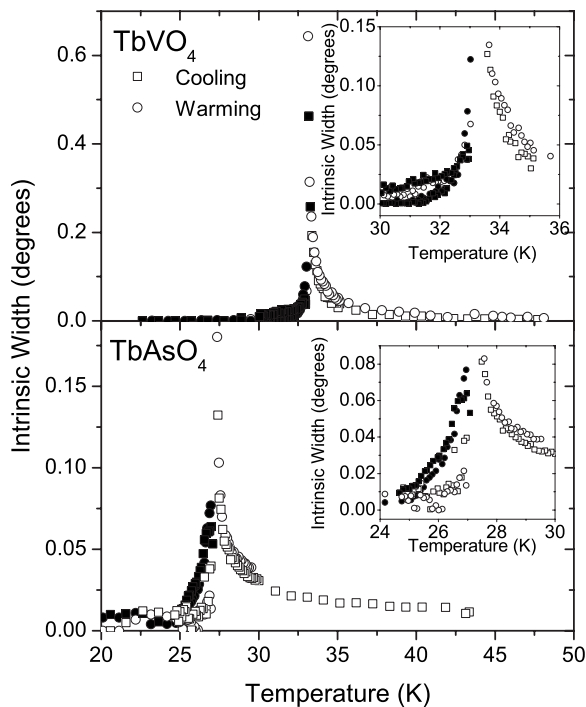 TbVO4
Cooling
Warming
0.6
0.4
0.2
0.0
Intrinsic Width (degrees)
0.15
0.10
0.05
0.00
Intrinsic Width (degrees)
30 32 34 36
Temperature (K)
TbAsO4
0.15
0.10
0.05
0.00
0.08
0.06
0.04
0.02
0.00
Intrinsic Width (degrees)
24 26 28 30
Temperature (K)
20 25 30 35 40 45 50
Temperature (K)